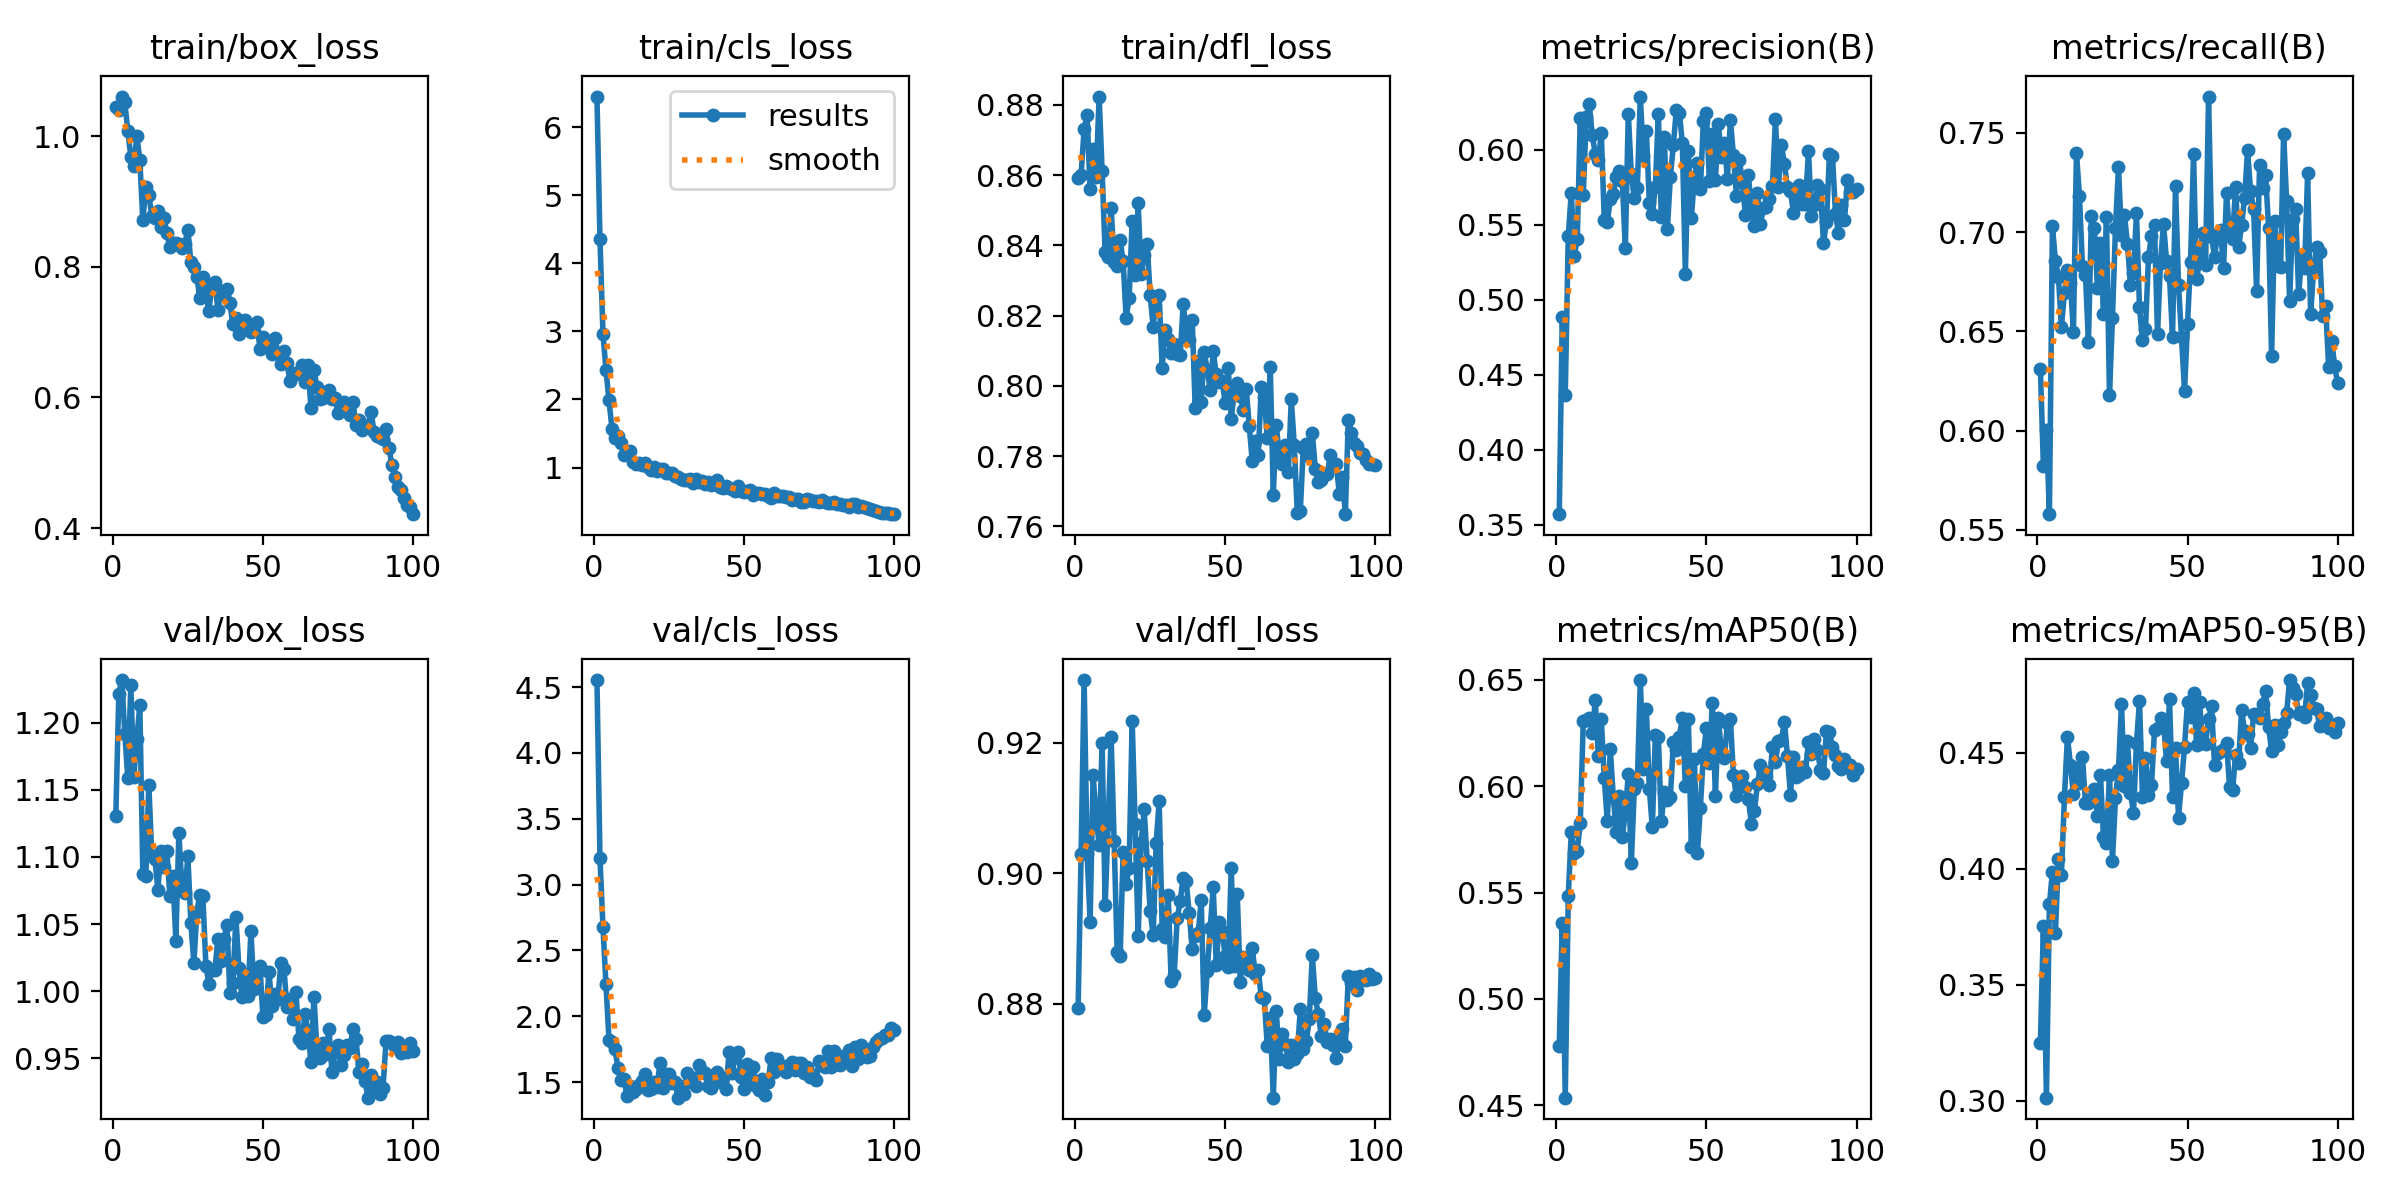 train/box_loss
1.0
0.8
0.6
0.4
0 50 100
train/cls_loss
6
5
4
3
2
1
0 50 100
results
smooth
train/dfl_loss
0.88
0.86
0.84
0.82
0.80
0.78
0.76
0 50 100
metrics/precision(B)
0.60
0.55
0.50
0.45
0.40
0.35
0 50 100
metrics/recall(B)
0.75
0.70
0.65
0.60
0.55
0 50 100
val/box_loss
1.20
1.15
1.10
1.05
1.00
0.95
0 50 100
val/cls_loss
4.5
4.0
3.5
3.0
2.5
2.0
1.5
0 50 100
val/dfl_loss
0.92
0.90
0.88
0 50 100
metrics/mAP50(B)
0.65
0.60
0.55
0.50
0.45
0 50 100
metrics/mAP50-95(B)
0.45
0.40
0.35
0.30
0 50 100